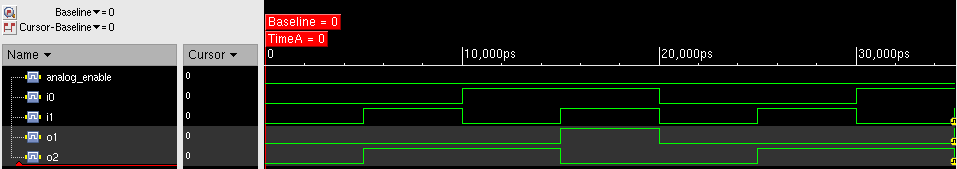 Baseline▼= 0
Cursor-Baseline▼= 0
Baseline = 0
TimeA = 0
Name ▼ Cursor ▼
0 10,000ps 20,000ps 30,000ps
analog_enable 0
i0 0
i1 0
o1 0
o2 0